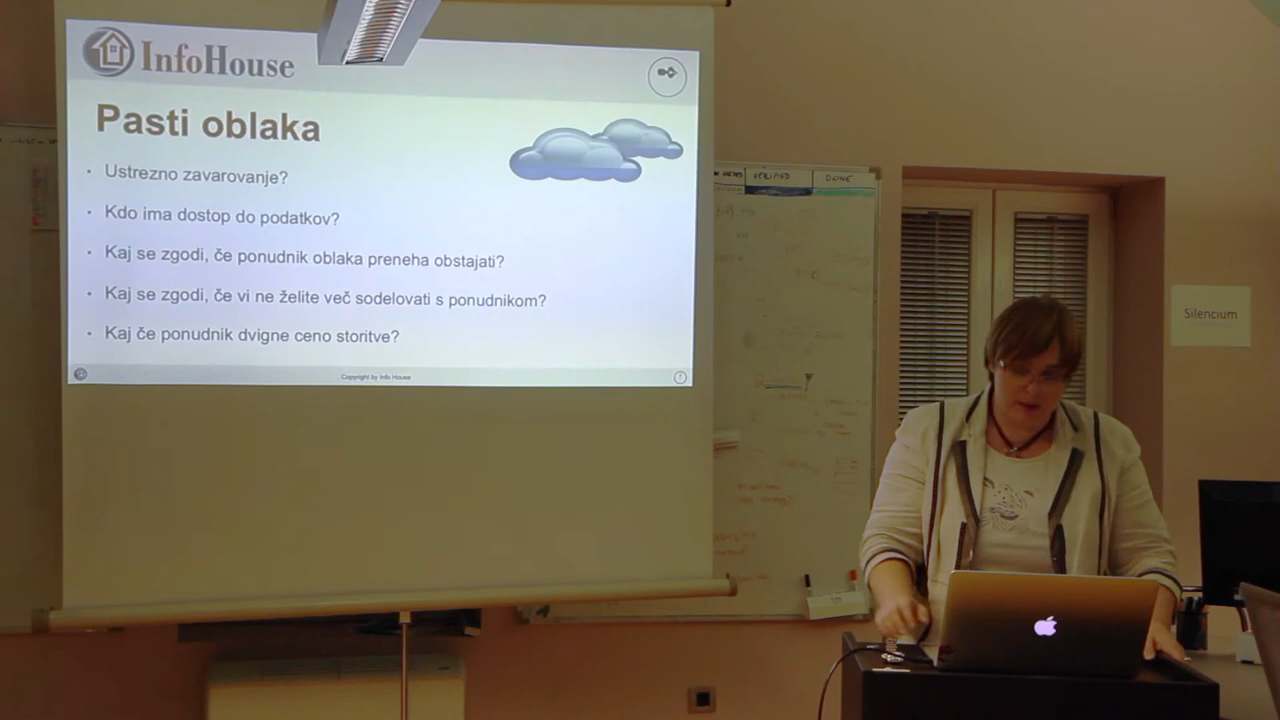 InfoHouse
Pasti oblaka
· Ustrezno zavarovanje?
· Kdo ima dostop do podatkov?
· Kaj se zgodi, če ponudnik oblaka preneha obstajati?
· Kaj se zgodi, če vi ne želite več sodelovati s ponudnikom?
· Kaj če ponudnik dvigne ceno storitve?
Copyright by Info House
VERIFIED
DONE
Silencium